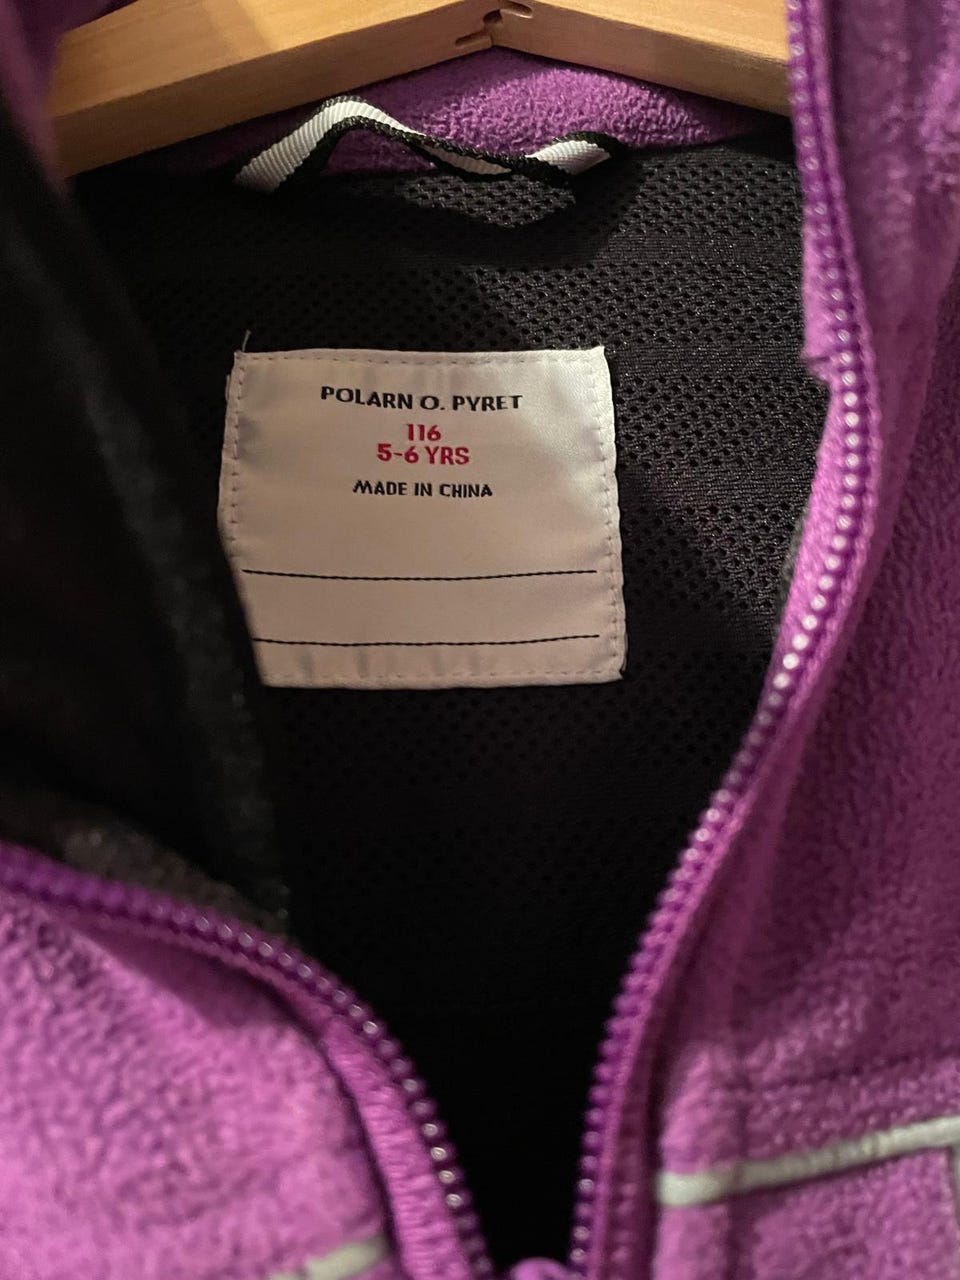 POLARN O. PYRET
116
5-6 YRS
MADE IN CHINA